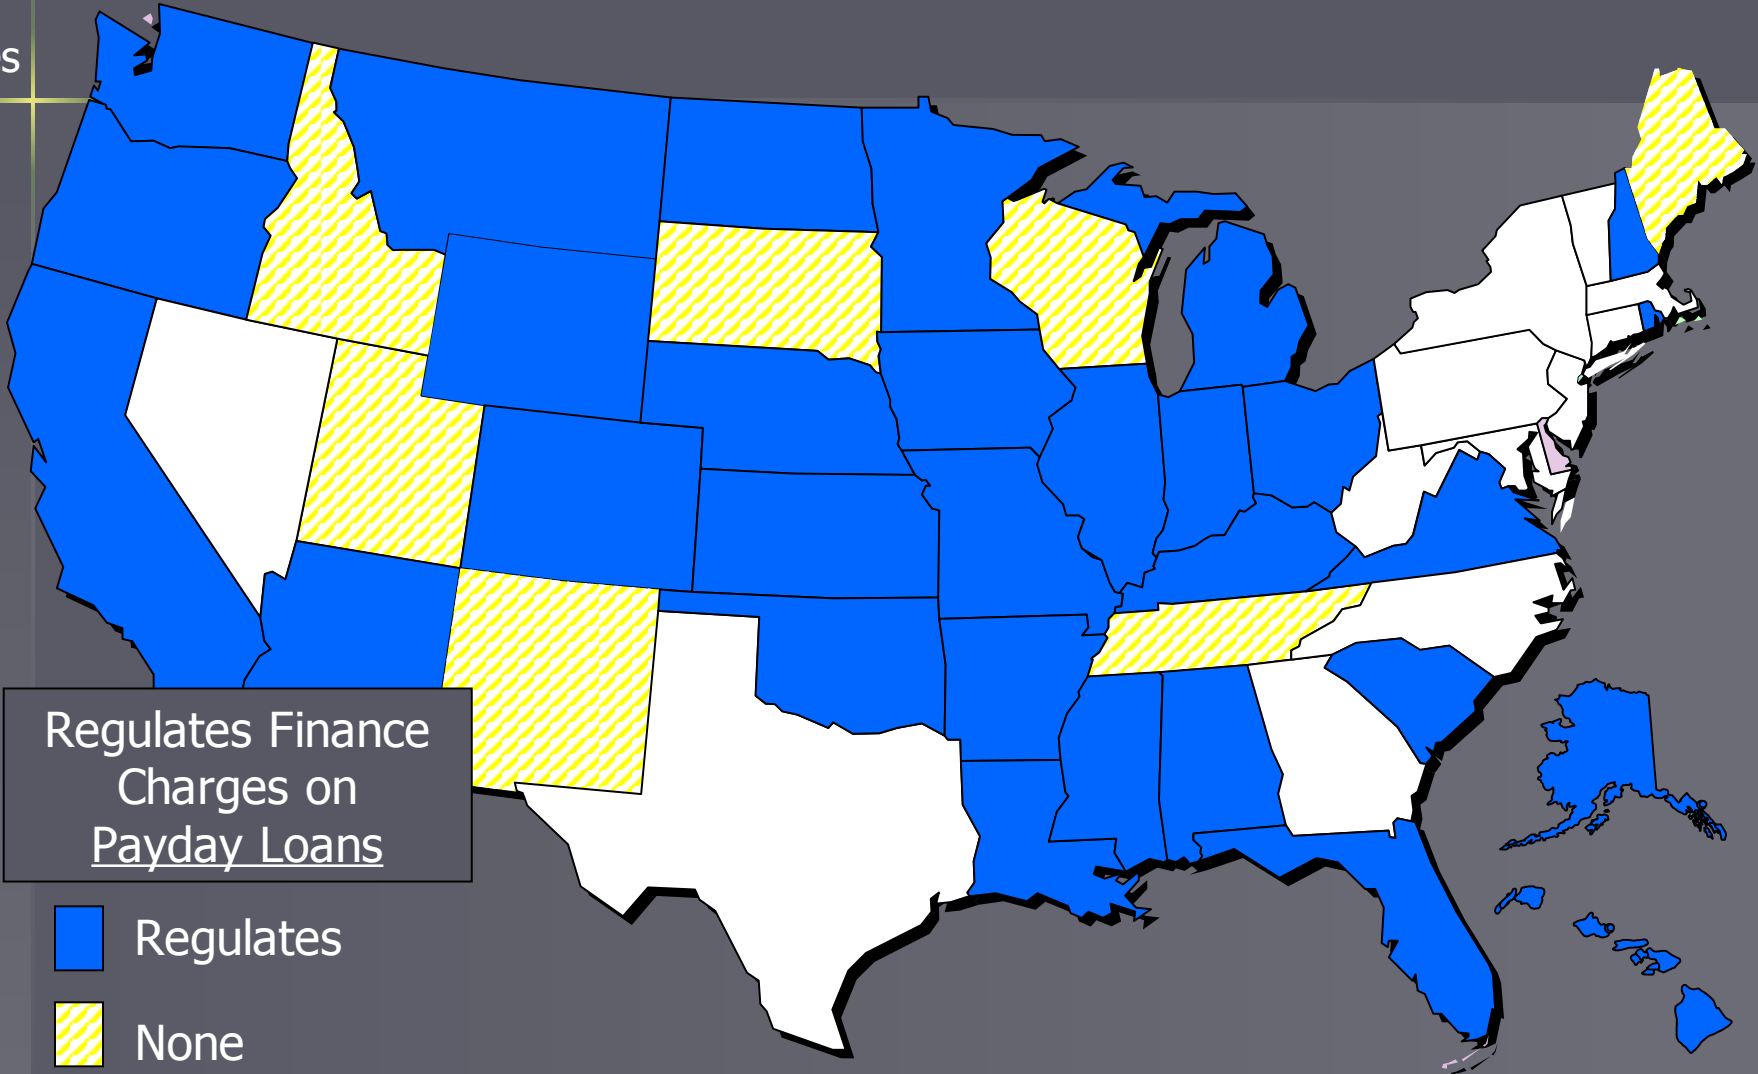 Regulates Finance
Charges on
Payday Loans
Regulates
None